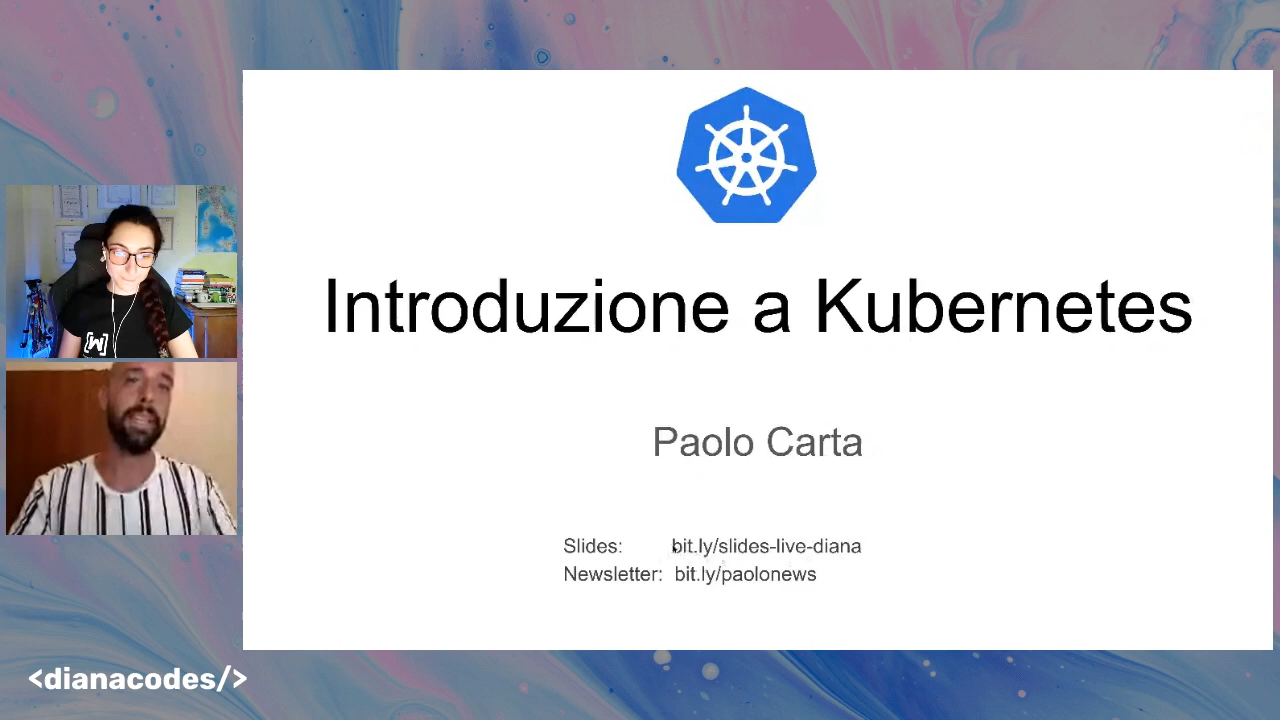 Introduzione a Kubernetes
Paolo Carta
Slides: bit.ly/slides-live-diana
Newsletter: bit.ly/paolonews
<dianacodes/>